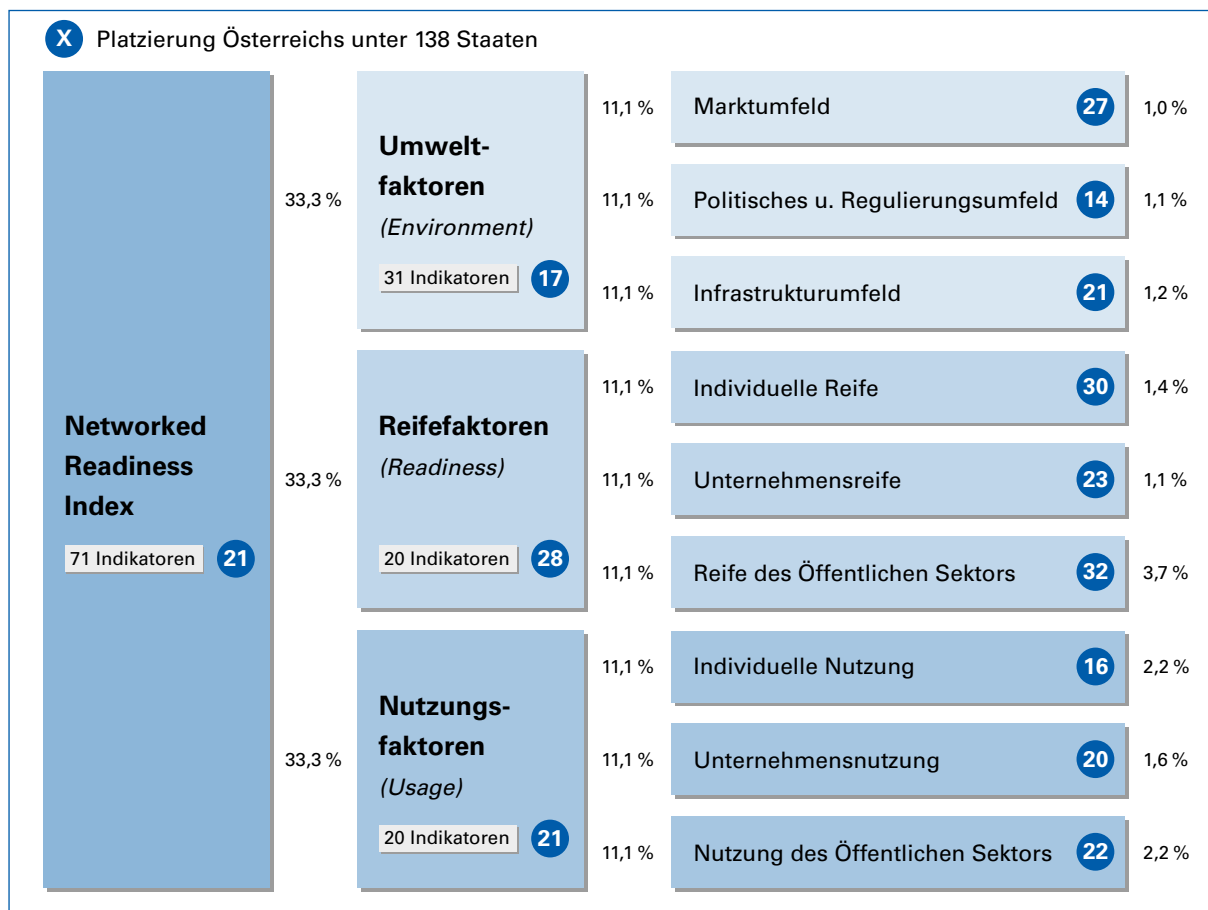 X Platzierung Österreichs unter 138 Staaten
Networked
Readiness
Index
71 Indikatoren 21
33,3 %
Umwelt-
faktoren
(Environment)
31 Indikatoren 17
11,1 % Marktumfeld 27 1,0 %
11,1 % Politisches u. Regulierungsumfeld 14 1,1 %
11,1 % Infrastrukturumfeld 21 1,2 %
33,3 %
Reifefaktoren
(Readiness)
20 Indikatoren 28
11,1 % Individuelle Reife 30 1,4 %
11,1 % Unternehmensreife 23 1,1 %
11,1 % Reife des Öffentlichen Sektors 32 3,7 %
33,3 %
Nutzungs-
faktoren
(Usage)
20 Indikatoren 21
11,1 % Individuelle Nutzung 16 2,2 %
11,1 % Unternehmensnutzung 20 1,6 %
11,1 % Nutzung des Öffentlichen Sektors 22 2,2 %